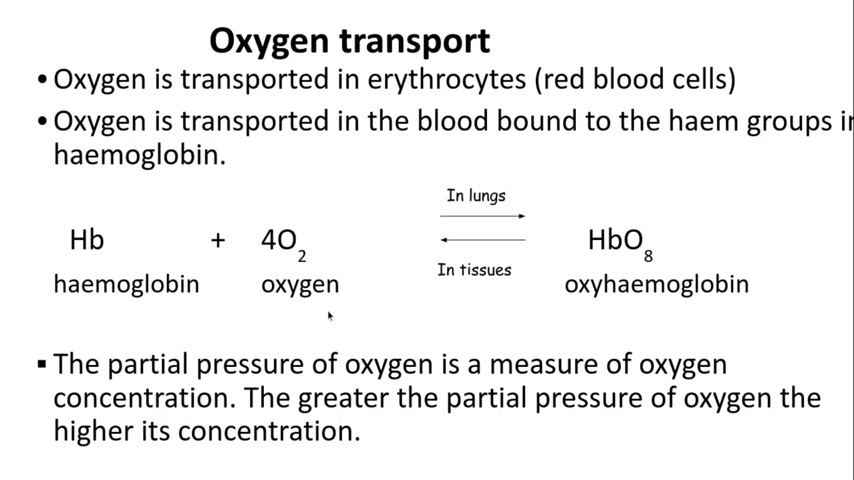 Oxygen transport
• Oxygen is transported in erythrocytes (red blood cells)
• Oxygen is transported in the blood bound to the haem groups in
haemoglobin.
In lungs
Hb + 4O₂ HbO₈
In tissues
haemoglobin oxygen oxyhaemoglobin
▪ The partial pressure of oxygen is a measure of oxygen
concentration. The greater the partial pressure of oxygen the
higher its concentration.